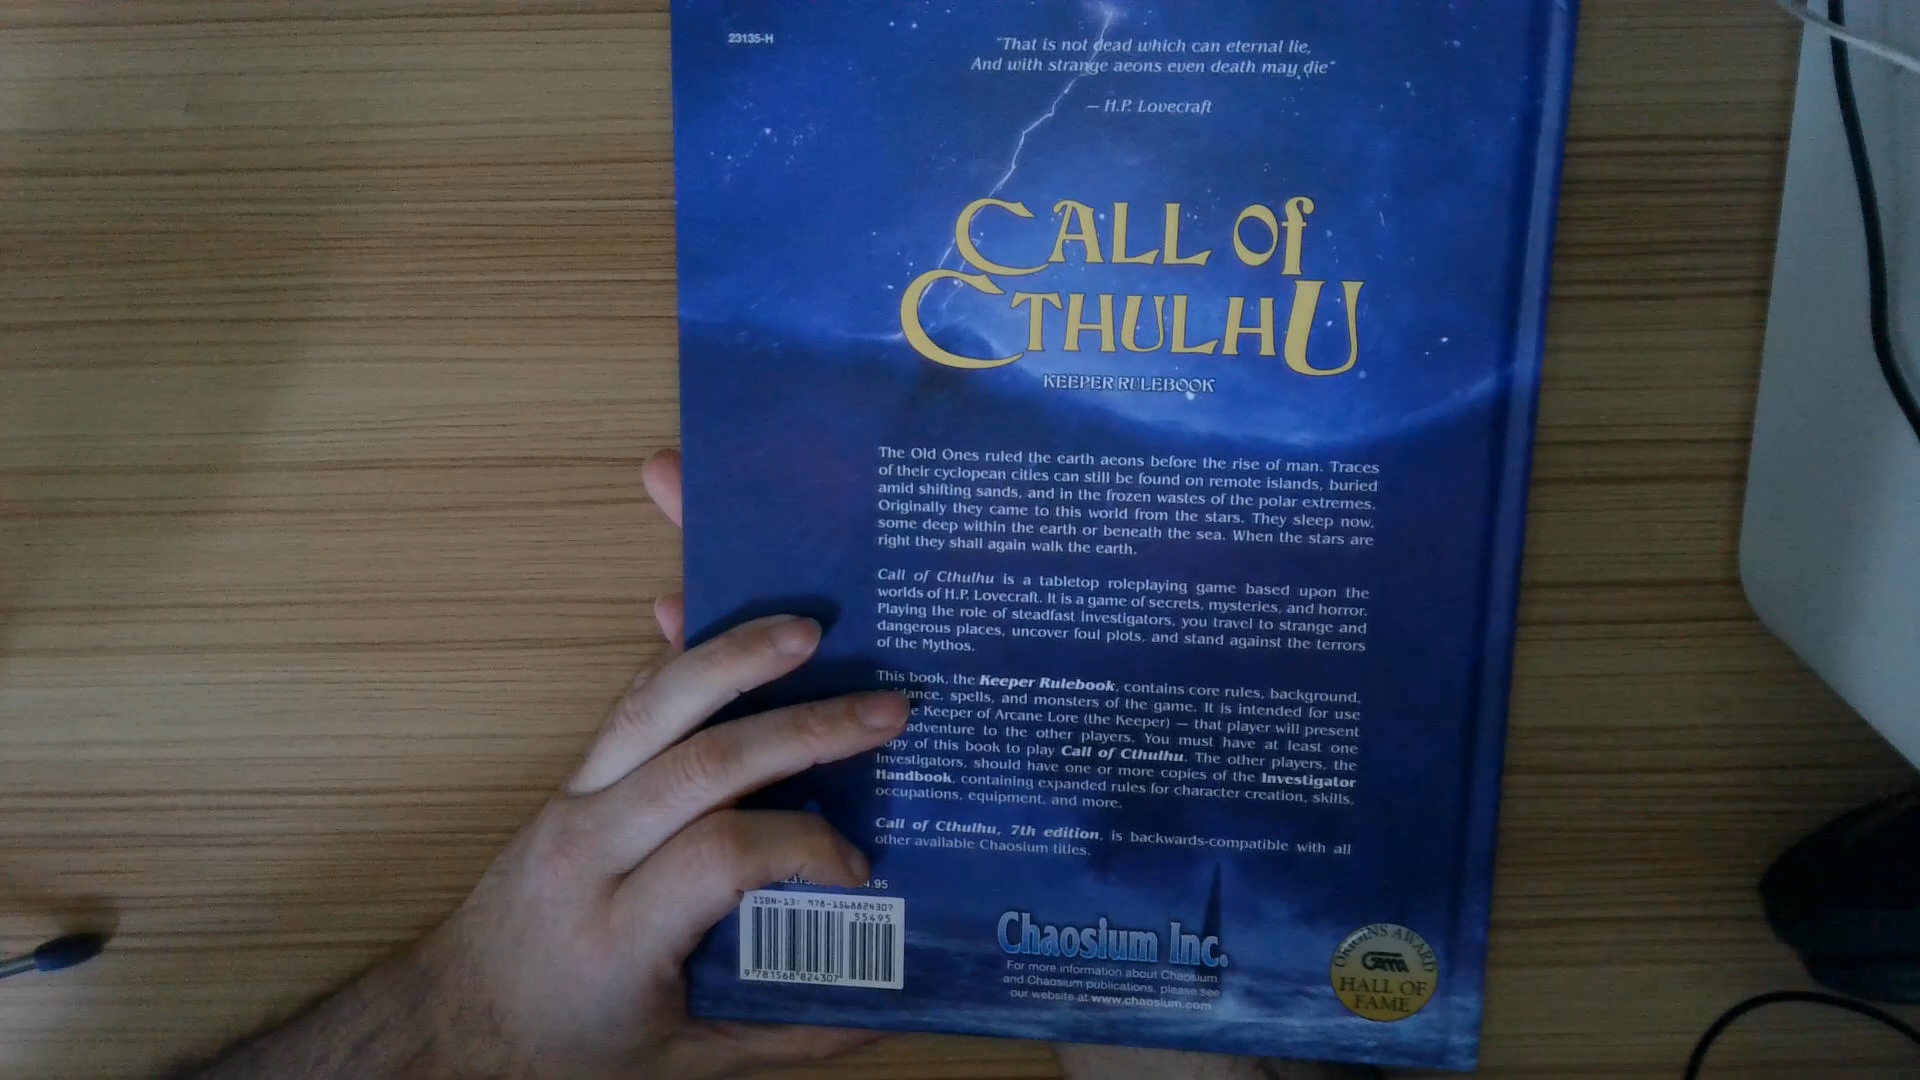 23135-H
"That is not dead which can eternal lie,
And with strange aeons even death may die"
— H.P. Lovecraft
CALL Of
CTHULHU
KEEPER RULEBOOK
The Old Ones ruled the earth aeons before the rise of man. Traces
of their cyclopean cities can still be found on remote islands, buried
amid shifting sands, and in the frozen wastes of the polar extremes.
Originally they came to this world from the stars. They sleep now,
some deep within the earth or beneath the sea. When the stars are
right they shall again walk the earth.
Call of Cthulhu is a tabletop roleplaying game based upon the
worlds of H.P. Lovecraft. It is a game of secrets, mysteries, and horror.
Playing the role of steadfast investigators, you travel to strange and
dangerous places, uncover foul plots, and stand against the terrors
of the Mythos.
This book, the Keeper Rulebook, contains core rules, background,
spells, and monsters of the game. It is intended for use
Keeper of Arcane Lore (the Keeper) — that player will present
adventure to the other players. You must have at least one
copy of this book to play Call of Cthulhu. The other players, the
Investigators, should have one or more copies of the Investigator
Handbook, containing expanded rules for character creation, skills,
occupations, equipment, and more.
Call of Cthulhu, 7th edition, is backwards-compatible with all
other available Chaosium titles.
4.95
ISBN-13: 978-1568824307
55495
9 781568 824307
Chaosium Inc.
For more information about Chaosium
and Chaosium publications, please see
our website at www.chaosium.com
ORIGINS AWARD
GAMA
HALL OF
FAME